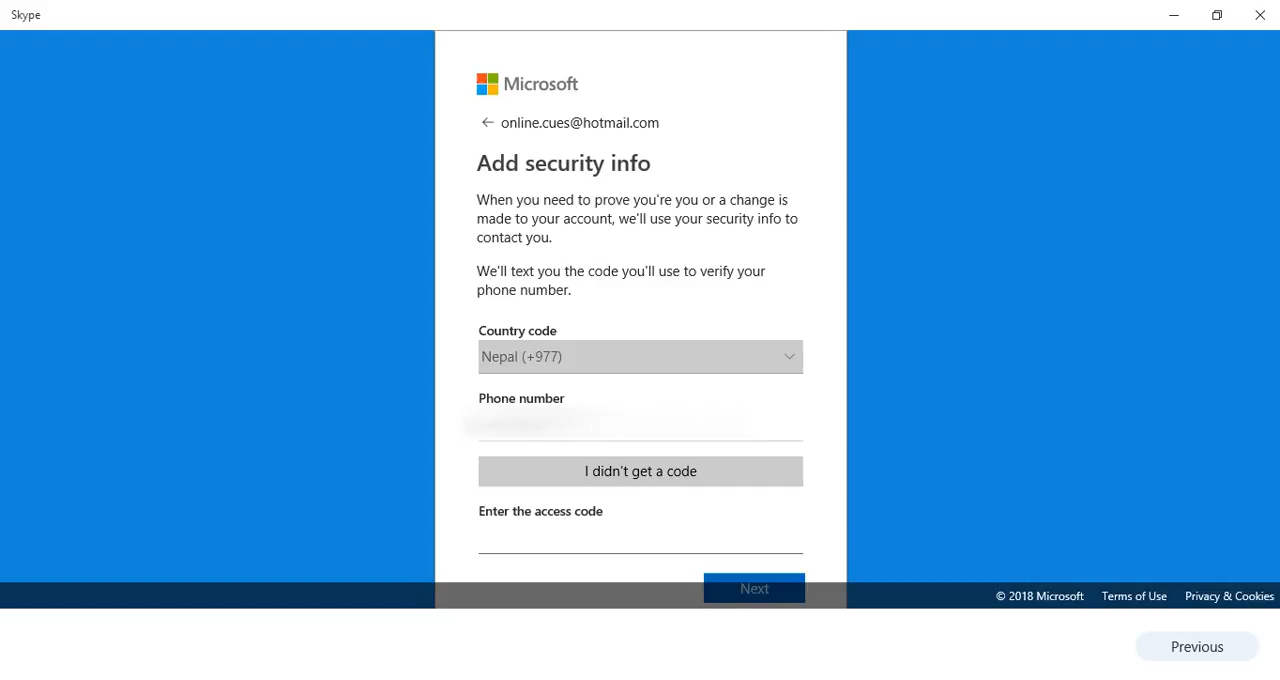 Skype
Microsoft
online.cues@hotmail.com
Add security info
When you need to prove you're you or a change is
made to your account, we'll use your security info to
contact you.
We'll text you the code you'll use to verify your
phone number.
Country code
Nepal (+977)
Phone number
I didn't get a code
Enter the access code
Next
© 2018 Microsoft Terms of Use Privacy & Cookies
Previous